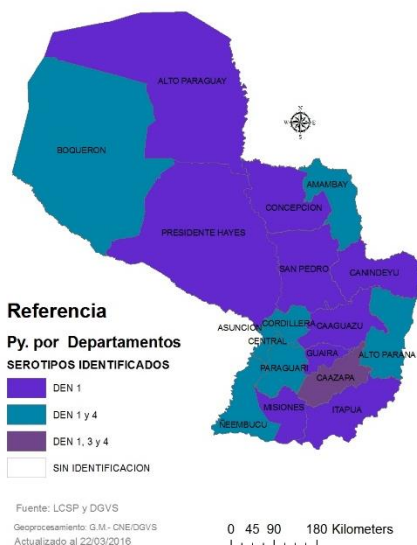 ALTO PARAGUAY
BOQUERON
AMAMBAY
CONCEPCION
PRESIDENTE HAYES
SAN PEDRO
CANINDEYU
Referencia
Py. por Departamentos
SEROTIPOS IDENTIFICADOS
DEN 1
DEN 1 y 4
DEN 1, 3 y 4
SIN IDENTIFICACION
ASUNCION
CORDILLERA
CENTRAL
CAAGUAZU
GUAIRA
ALTO PARANA
PARAGUARI
CAAZAPA
MISIONES
ITAPUA
ÑEEMBUCU
Fuente: LCSP y DGVS
Geoprocesamiento: G.M.- CNE/DGVS
Actualizado al 22/03/2016
0 45 90 180 Kilometers